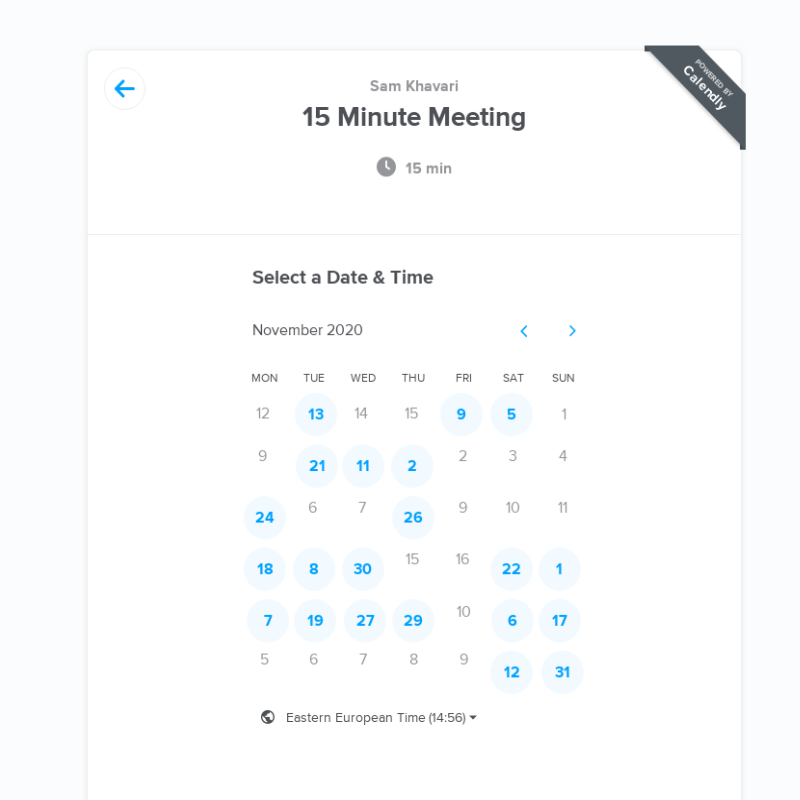 Sam Khavari
15 Minute Meeting
15 min
POWERED BY
Calendly
Select a Date & Time
November 2020
MON TUE WED THU FRI SAT SUN
12 13 14 15 9 5 1
9 21 11 2 2 3 4
24 6 7 26 9 10 11
18 8 30 15 16 22 1
7 19 27 29 10 6 17
5 6 7 8 9 12 31
Eastern European Time (14:56)